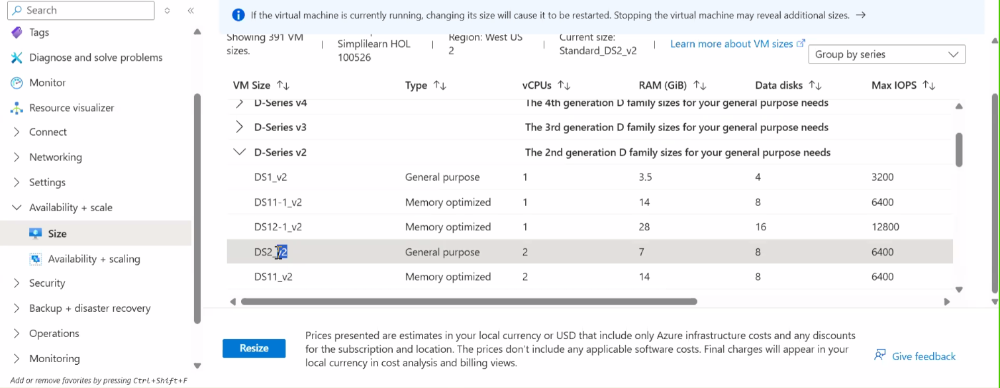 Search
If the virtual machine is currently running, changing its size will cause it to be restarted. Stopping the virtual machine may reveal additional sizes.
Tags
Diagnose and solve problems
Monitor
Resource visualizer
Connect
Networking
Settings
Availability + scale
Size
Availability + scaling
Security
Backup + disaster recovery
Operations
Monitoring
Add or remove favorites by pressing Ctrl+Shift+F
Showing 391 VM
sizes.
Simplilearn HOL
100526
Region: West US
2
Current size:
Standard_DS2_v2
Learn more about VM sizes
Group by series
VM Size Type vCPUs RAM (GiB) Data disks Max IOPS
D-Series v4 The 4th generation D family sizes for your general purpose needs
D-Series v3 The 3rd generation D family sizes for your general purpose needs
D-Series v2 The 2nd generation D family sizes for your general purpose needs
DS1_v2 General purpose 1 3.5 4 3200
DS11-1_v2 Memory optimized 1 14 8 6400
DS12-1_v2 Memory optimized 1 28 16 12800
DS2_v2 General purpose 2 7 8 6400
DS11_v2 Memory optimized 2 14 8 6400
Resize
Prices presented are estimates in your local currency or USD that include only Azure infrastructure costs and any discounts
for the subscription and location. The prices don't include any applicable software costs. Final charges will appear in your
local currency in cost analysis and billing views.
Give feedback